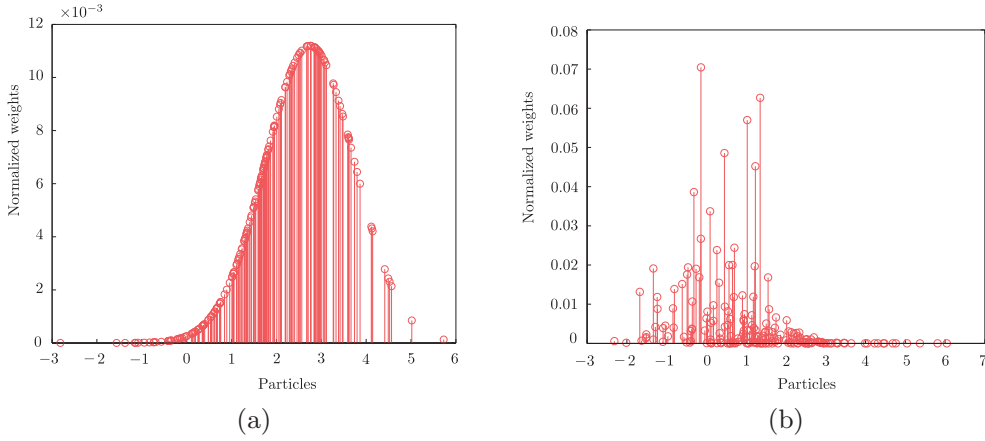 ×10−3
12
10
8
6
4
2
0
Normalized weights
−3 −2 −1 0 1 2 3 4 5 6
Particles
(a)
0.08
0.07
0.06
0.05
0.04
0.03
0.02
0.01
0
Normalized weights
−3 −2 −1 0 1 2 3 4 5 6 7
Particles
(b)